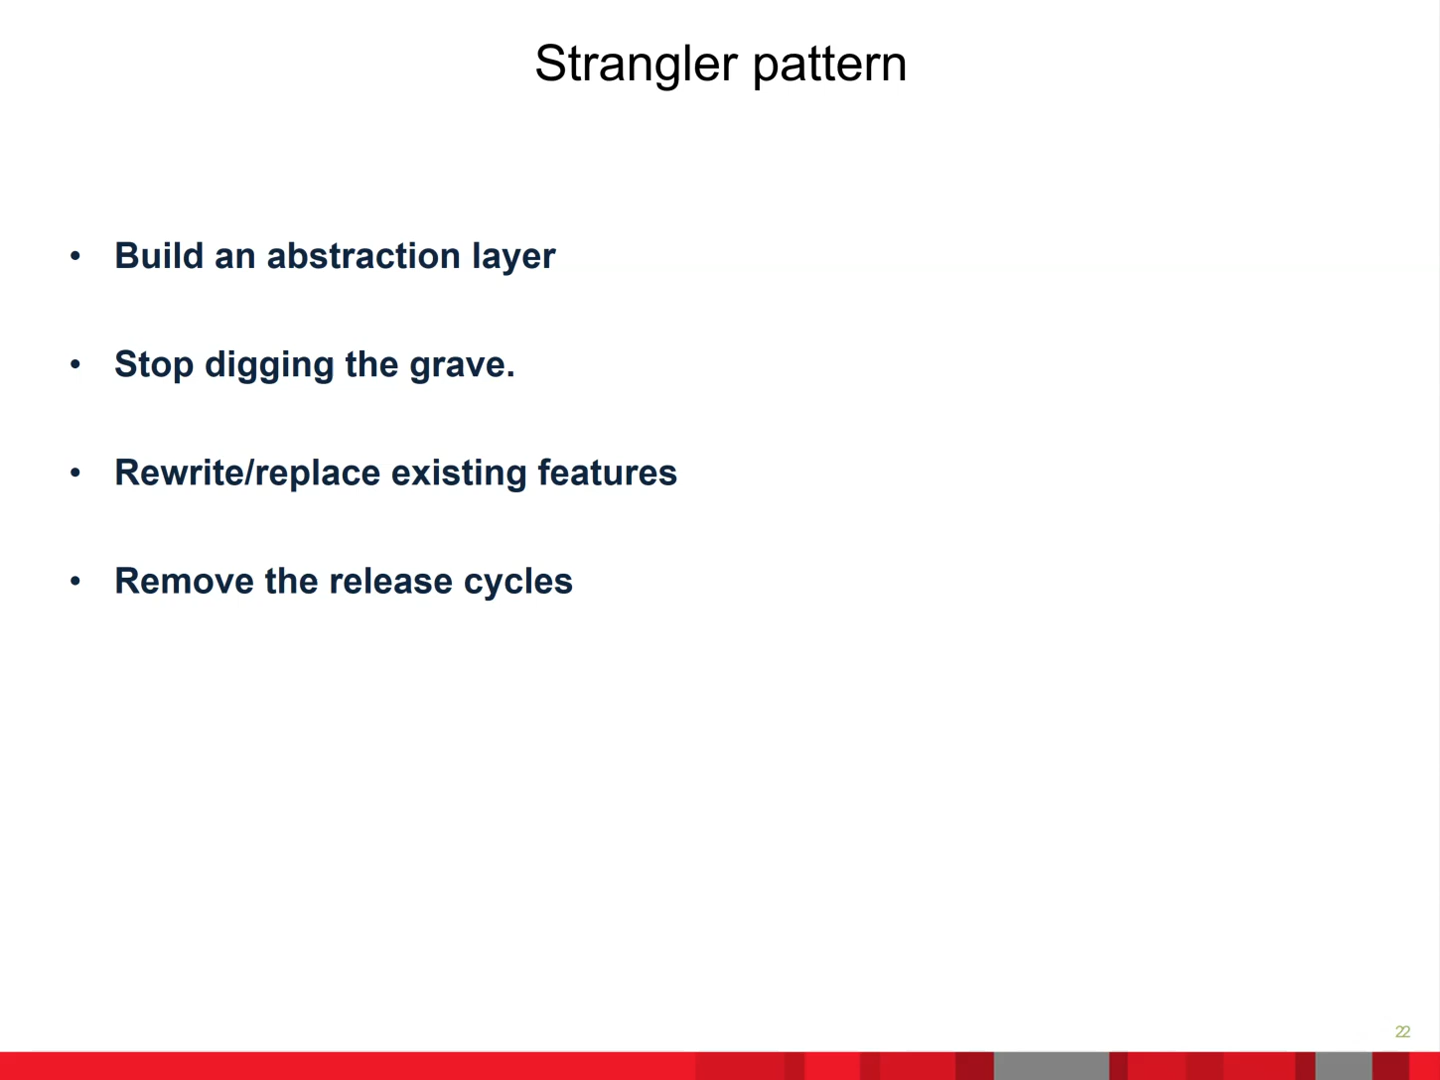 Strangler pattern
• Build an abstraction layer
• Stop digging the grave.
• Rewrite/replace existing features
• Remove the release cycles
22